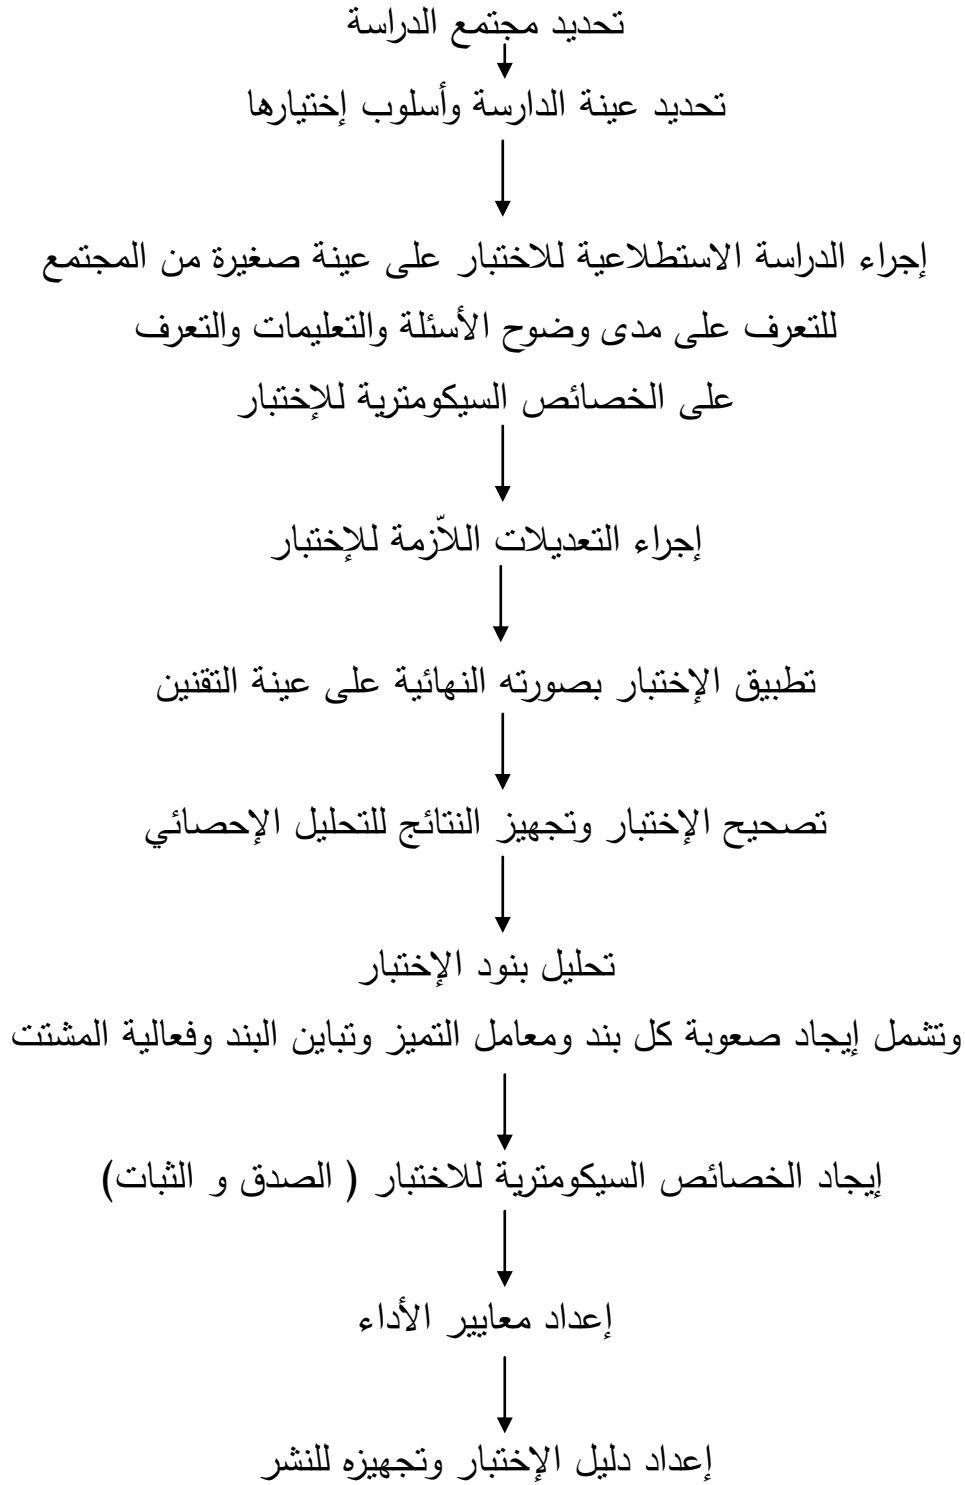 تحديد مجتمع الدراسة
تحديد عينة الدارسة وأسلوب إختيارها
إجراء الدراسة الاستطلاعية للاختبار على عينة صغيرة من المجتمع
للتعرف على مدى وضوح الأسئلة والتعليمات والتعرف
على الخصائص السيكومترية للإختبار
إجراء التعديلات اللاّزمة للإختبار
تطبيق الإختبار بصورته النهائية على عينة التقنين
تصحيح الإختبار وتجهيز النتائج للتحليل الإحصائي
تحليل بنود الإختبار
وتشمل إيجاد صعوبة كل بند ومعامل التميز وتباين البند وفعالية المشتت
إيجاد الخصائص السيكومترية للاختبار ( الصدق و الثبات)
إعداد معايير الأداء
إعداد دليل الإختبار وتجهيزه للنشر